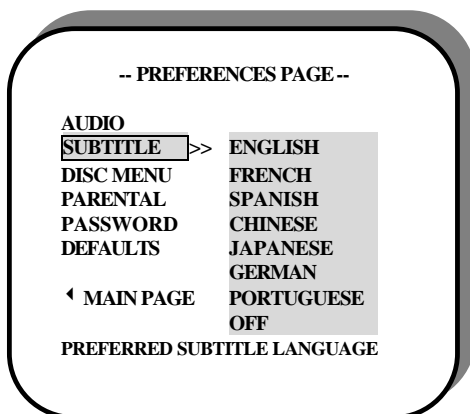 -- PREFERENCES PAGE --
AUDIO
SUBTITLE >> ENGLISH
DISC MENU FRENCH
PARENTAL SPANISH
PASSWORD CHINESE
DEFAULTS JAPANESE
GERMAN
MAIN PAGE PORTUGUESE
OFF
PREFERRED SUBTITLE LANGUAGE